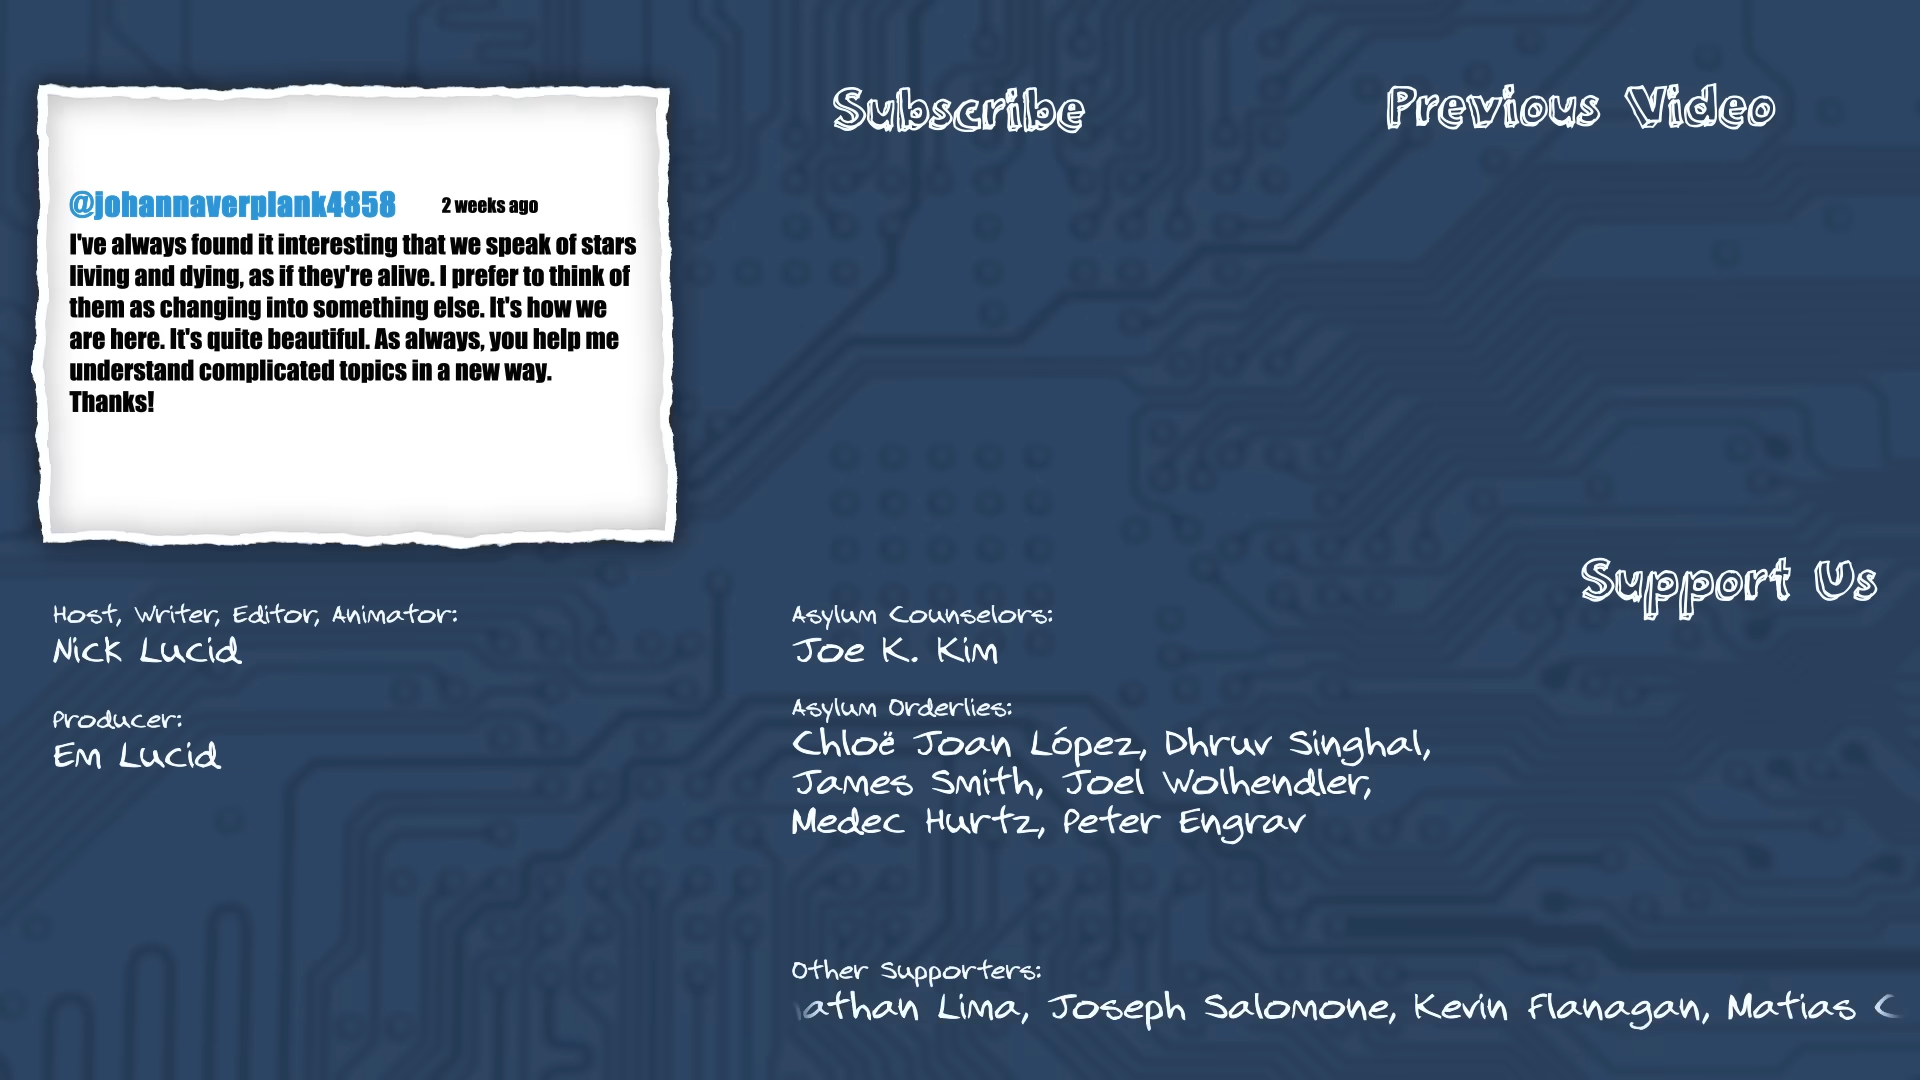 Subscribe
Previous Video
@johannaverplank4858 2 weeks ago
I've always found it interesting that we speak of stars
living and dying, as if they're alive. I prefer to think of
them as changing into something else. It's how we
are here. It's quite beautiful. As always, you help me
understand complicated topics in a new way.
Thanks!
Support Us
Host, Writer, Editor, Animator:
Nick Lucid
Producer:
Em Lucid
Asylum Counselors:
Joe K. Kim
Asylum Orderlies:
Chloë Joan López, Dhruv Singhal,
James Smith, Joel Wolhendler,
Medec Hurtz, Peter Engrav
Other Supporters:
Lima, Joseph Salomone, Kevin Flanagan, Matias